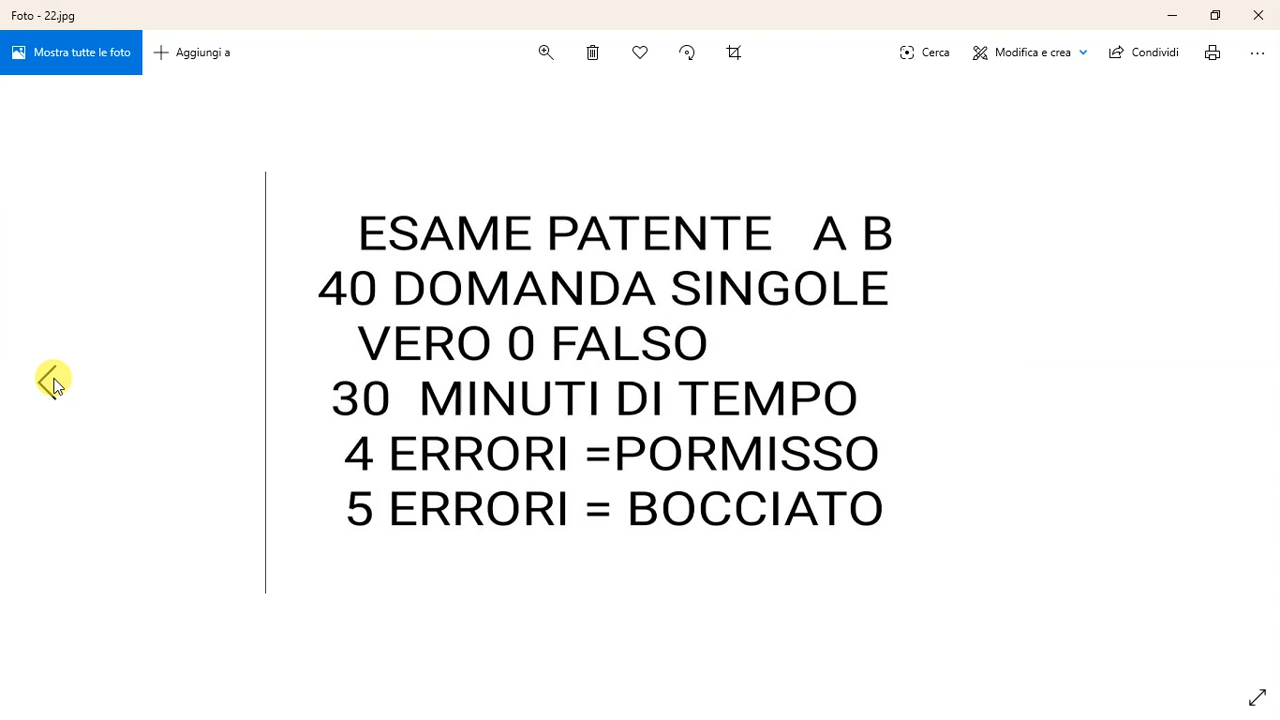 Foto - 22.jpg
Mostra tutte le foto
Aggiungi a
Cerca
Modifica e crea
Condividi
ESAME PATENTE A B
40 DOMANDA SINGOLE
VERO 0 FALSO
30 MINUTI DI TEMPO
4 ERRORI =PORMISSO
5 ERRORI = BOCCIATO